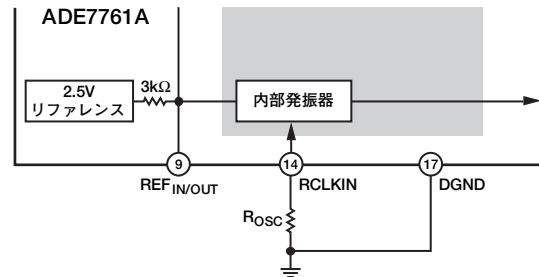 ADE7761A
2.5V
リファレンス
3kΩ
内部発振器
9
14
17
REFIN/OUT
RCLKIN
DGND
ROSC